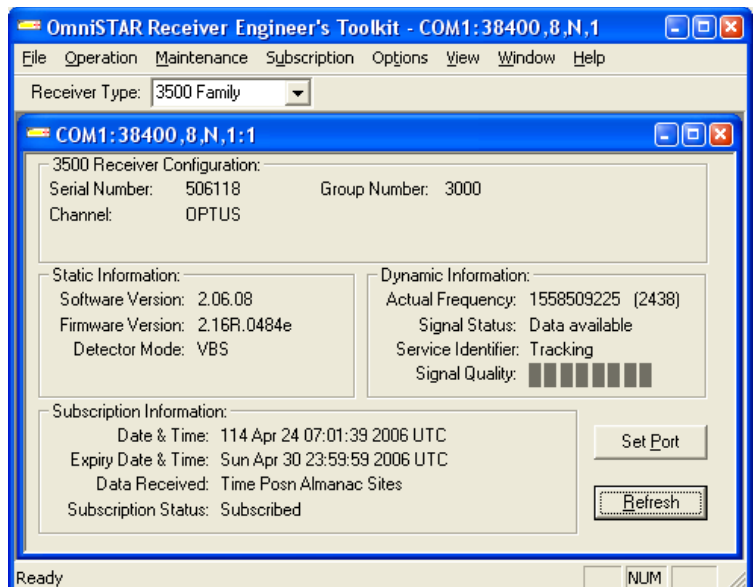 OmniSTAR Receiver Engineer's Toolkit - COM1:38400,8,N,1
File Operation Maintenance Subscription Options View Window Help
Receiver Type: 3500 Family
COM1:38400,8,N,1:1
3500 Receiver Configuration:
Serial Number: 506118 Group Number: 3000
Channel: OPTUS
Static Information:
Software Version: 2.06.08
Firmware Version: 2.16R.0484e
Detector Mode: VBS
Dynamic Information:
Actual Frequency: 1558509225 (2438)
Signal Status: Data available
Service Identifier: Tracking
Signal Quality:
Subscription Information:
Date & Time: 114 Apr 24 07:01:39 2006 UTC
Expiry Date & Time: Sun Apr 30 23:59:59 2006 UTC
Data Received: Time Posn Almanac Sites
Subscription Status: Subscribed
Set Port
Refresh
Ready NUM